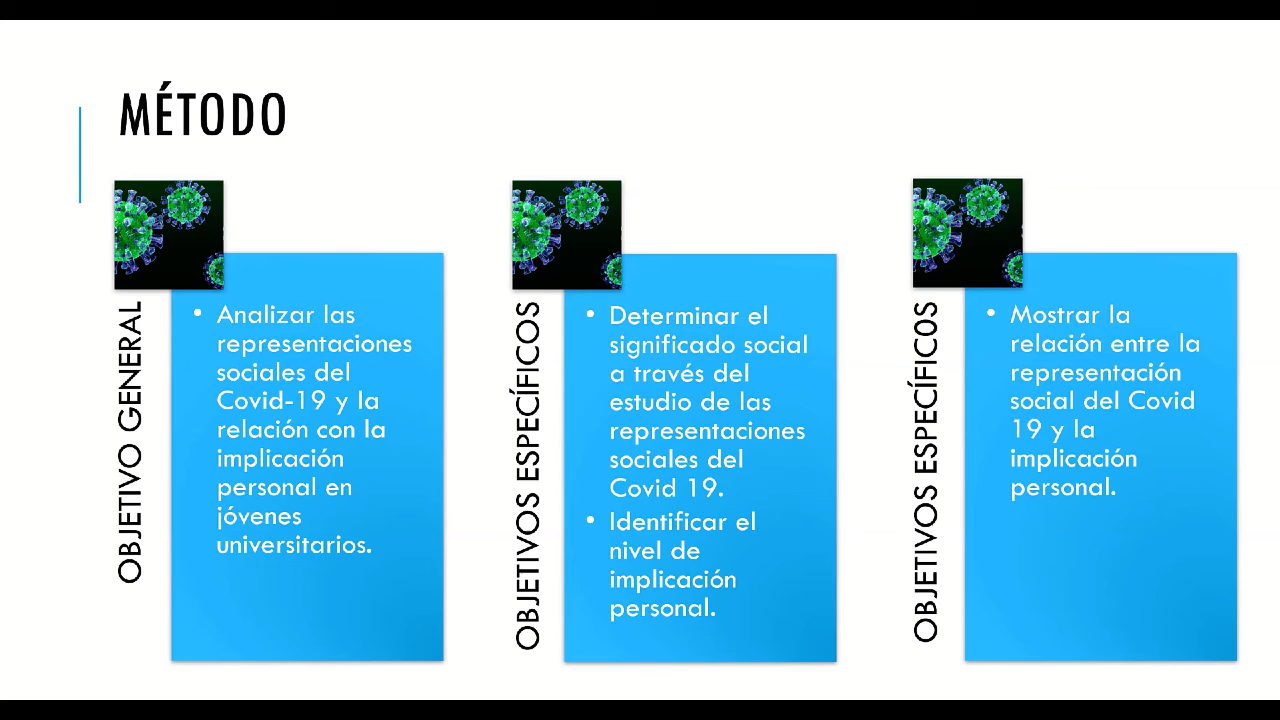 MÉTODO
OBJETIVO GENERAL
• Analizar las
representaciones
sociales del
Covid-19 y la
relación con la
implicación
personal en
jóvenes
universitarios.
OBJETIVOS ESPECÍFICOS
• Determinar el
significado social
a través del
estudio de las
representaciones
sociales del
Covid 19.
• Identificar el
nivel de
implicación
personal.
OBJETIVOS ESPECÍFICOS
• Mostrar la
relación entre la
representación
social del Covid
19 y la
implicación
personal.